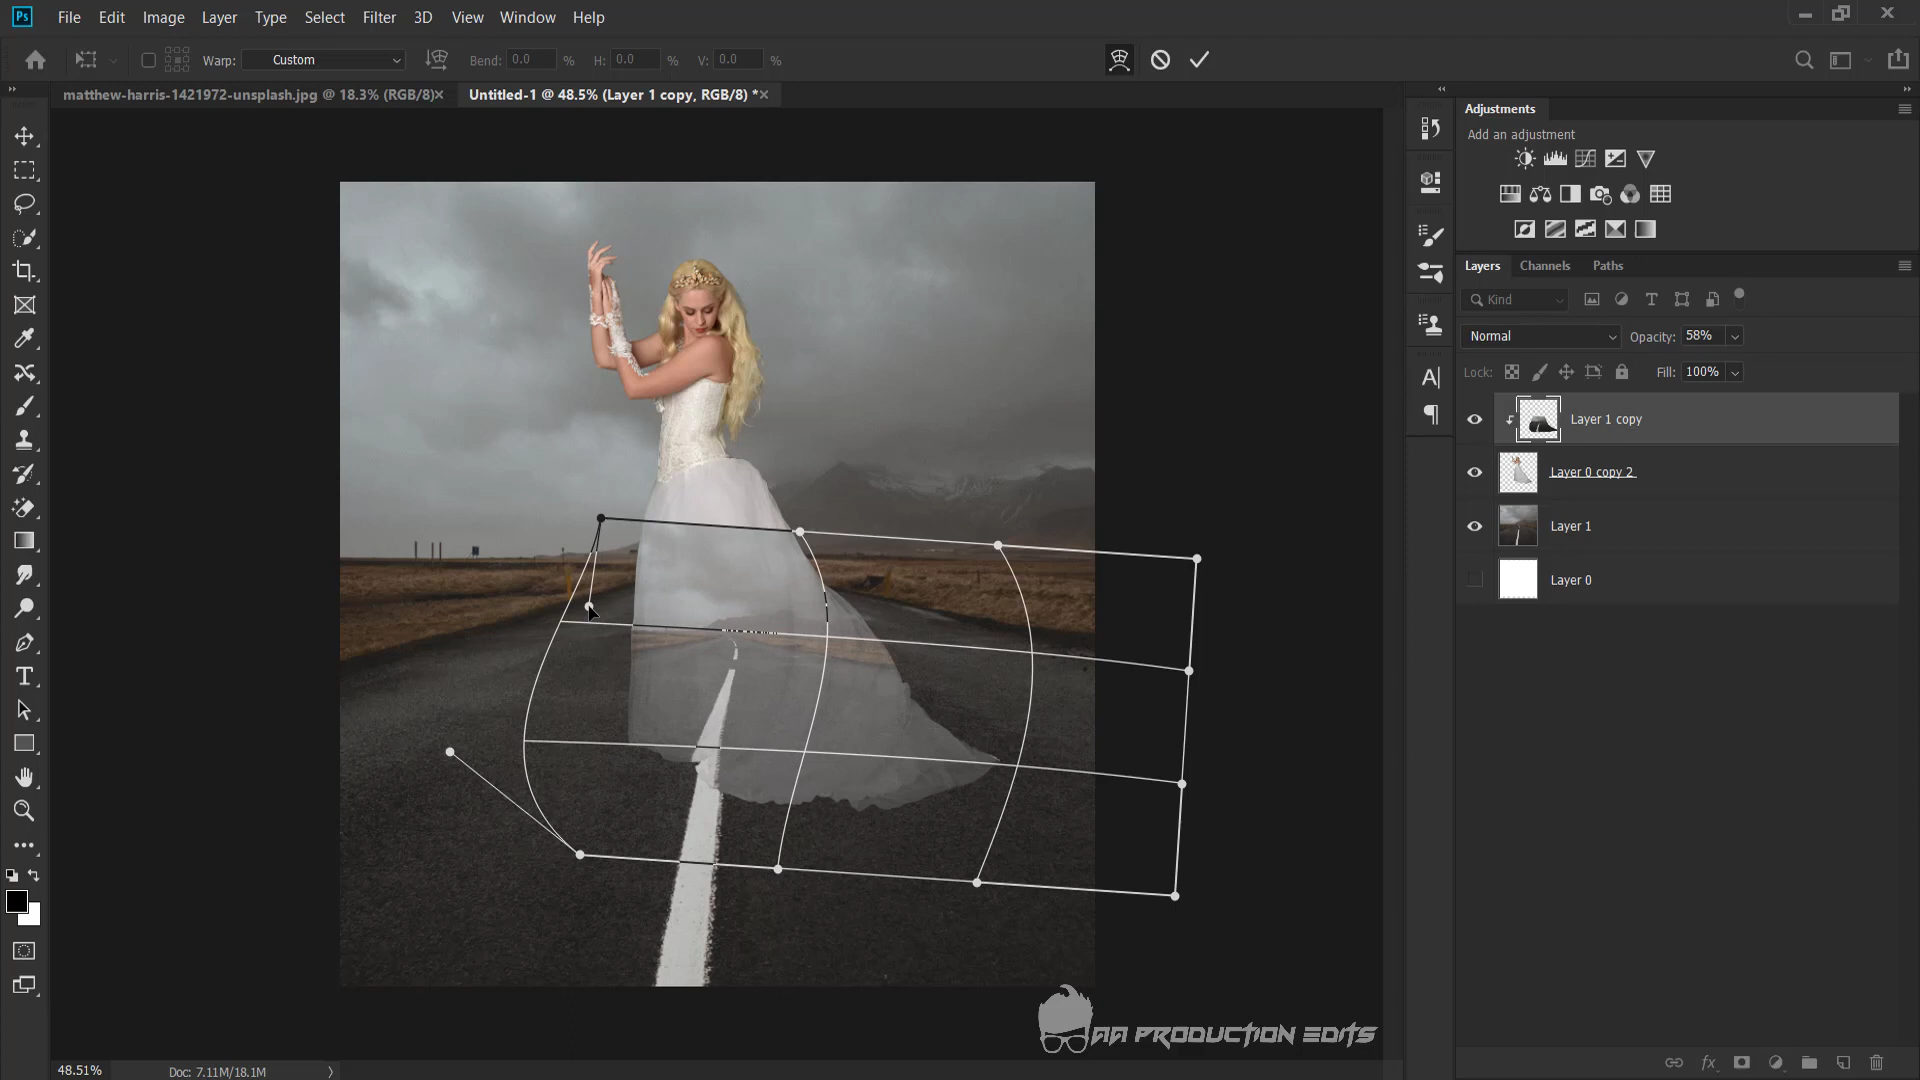 Ps File Edit Image Layer Type Select Filter 3D View Window Help
Warp: Custom Bend: 0.0 % H: 0.0 % V: 0.0 %
matthew-harris-1421972-unsplash.jpg @ 18.3% (RGB/8) Untitled-1 @ 48.5% (Layer 1 copy, RGB/8) *
Adjustments
Add an adjustment
Layers Channels Paths
Kind
Normal Opacity: 58%
Lock: Fill: 100%
Layer 1 copy
Layer 0 copy 2
Layer 1
Layer 0
AA PRODUCTION EDITS
48.51% Doc: 7.11M/18.1M